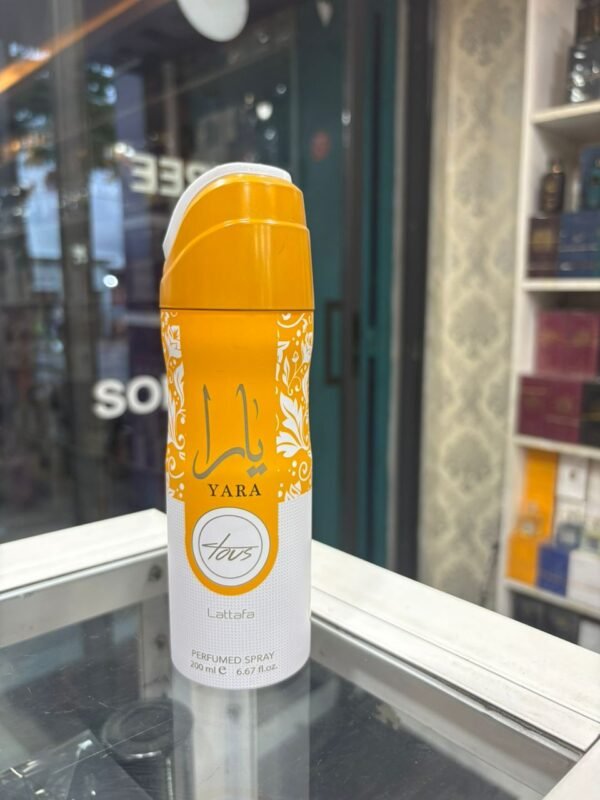 يارا
YARA
Tous
Lattafa
PERFUMED SPRAY
200 ml ℮ 6.67 fl.oz.